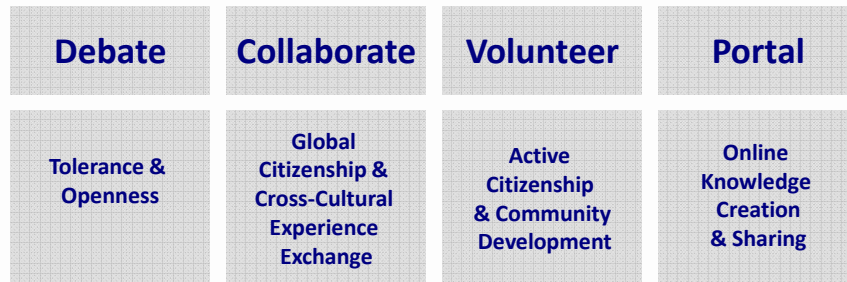 Debate
Collaborate
Volunteer
Portal
Tolerance &
Openness
Global
Citizenship &
Cross-Cultural
Experience
Exchange
Active
Citizenship
& Community
Development
Online
Knowledge
Creation
& Sharing